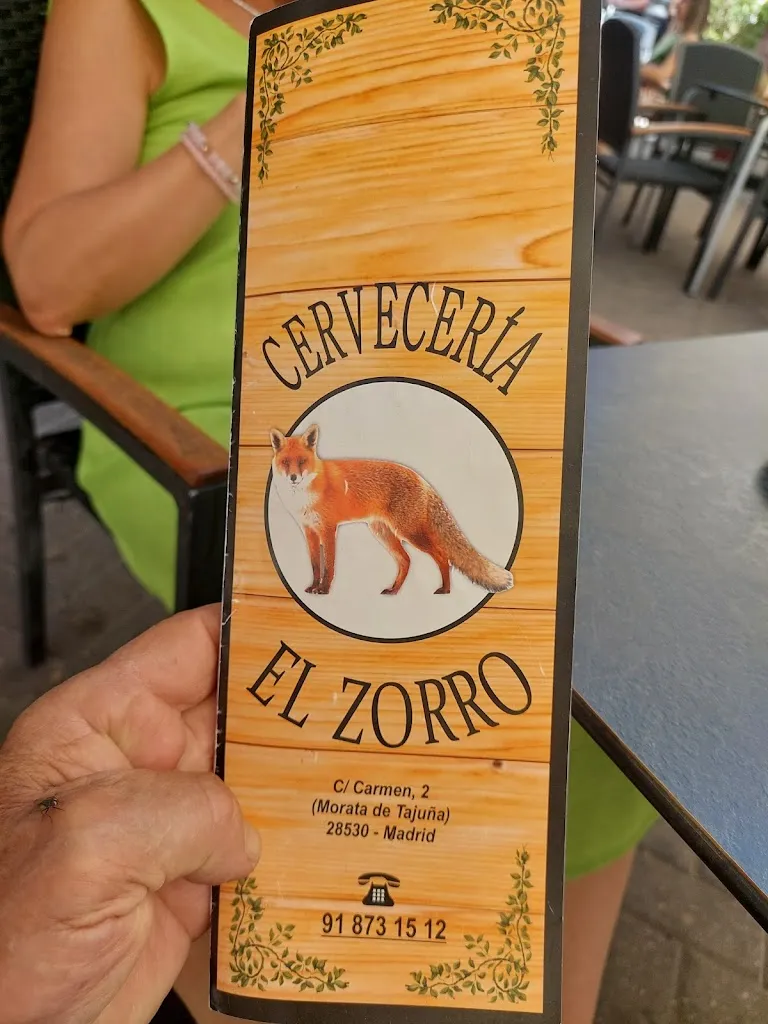 CERVECERÍA
EL ZORRO
C/ Carmen, 2
(Morata de Tajuña)
28530 - Madrid
91 873 15 12